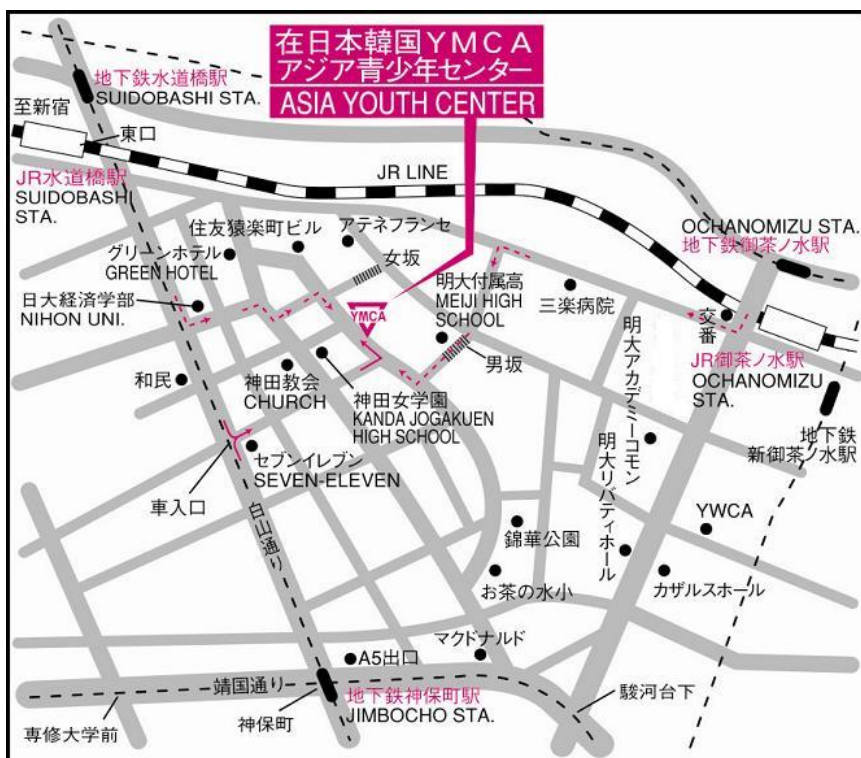 在日本韓国YMCA
アジア青少年センター
ASIA YOUTH CENTER
地下鉄水道橋駅
SUIDOBASHI STA.
至新宿
東口
JR水道橋駅
SUIDOBASHI
STA.
JR LINE
OCHANOMIZU STA.
地下鉄御茶ノ水駅
住友猿楽町ビル
アテネフランセ
グリーンホテル
GREEN HOTEL
女坂
明大付属高
MEIJI HIGH
SCHOOL
三楽病院
日大経済学部
NIHON UNI.
YMCA
交番
JR御茶ノ水駅
OCHANOMIZU
STA.
男坂
和民
神田教会
CHURCH
神田女学園
KANDA JOGAKUEN
HIGH SCHOOL
明大アカデミーコモン
地下鉄
新御茶ノ水駅
セブンイレブン
SEVEN-ELEVEN
車入口
白山通り
明大リバティホール
YWCA
錦華公園
お茶の水小
カザルスホール
マクドナルド
A5出口
靖国通り
地下鉄神保町駅
JIMBOCHO STA.
神保町
専修大学前
駿河台下